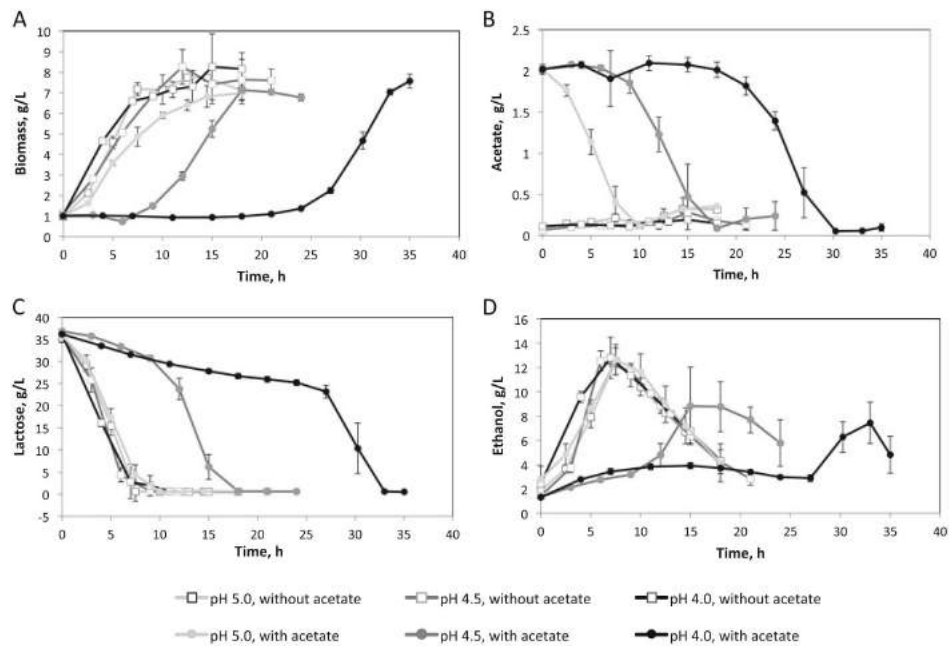 A
Biomass, g/L
10
9
8
7
6
5
4
3
2
1
0
0 5 10 15 20 25 30 35 40
Time, h
B
Acetate, g/L
2.5
2
1.5
1
0.5
0
0 5 10 15 20 25 30 35 40
Time, h
C
Lactose, g/L
40
35
30
25
20
15
10
5
0
-5
0 5 10 15 20 25 30 35 40
Time, h
D
Ethanol, g/L
16
14
12
10
8
6
4
2
0
0 5 10 15 20 25 30 35 40
Time, h
pH 5.0, without acetate pH 4.5, without acetate pH 4.0, without acetate
pH 5.0, with acetate pH 4.5, with acetate pH 4.0, with acetate